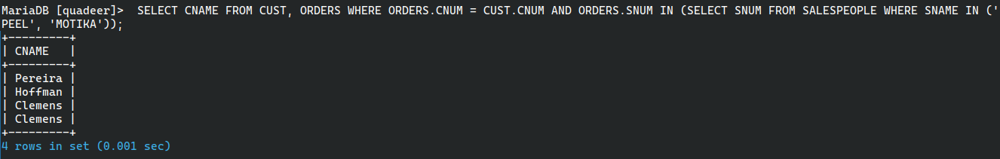 MariaDB [quadeer]>  SELECT CNAME FROM CUST, ORDERS WHERE ORDERS.CNUM = CUST.CNUM AND ORDERS.SNUM IN (SELECT SNUM FROM SALESPEOPLE WHERE SNAME IN ('
PEEL', 'MOTIKA'));
+---------+
| CNAME   |
+---------+
| Pereira |
| Hoffman |
| Clemens |
| Clemens |
+---------+
4 rows in set (0.001 sec)